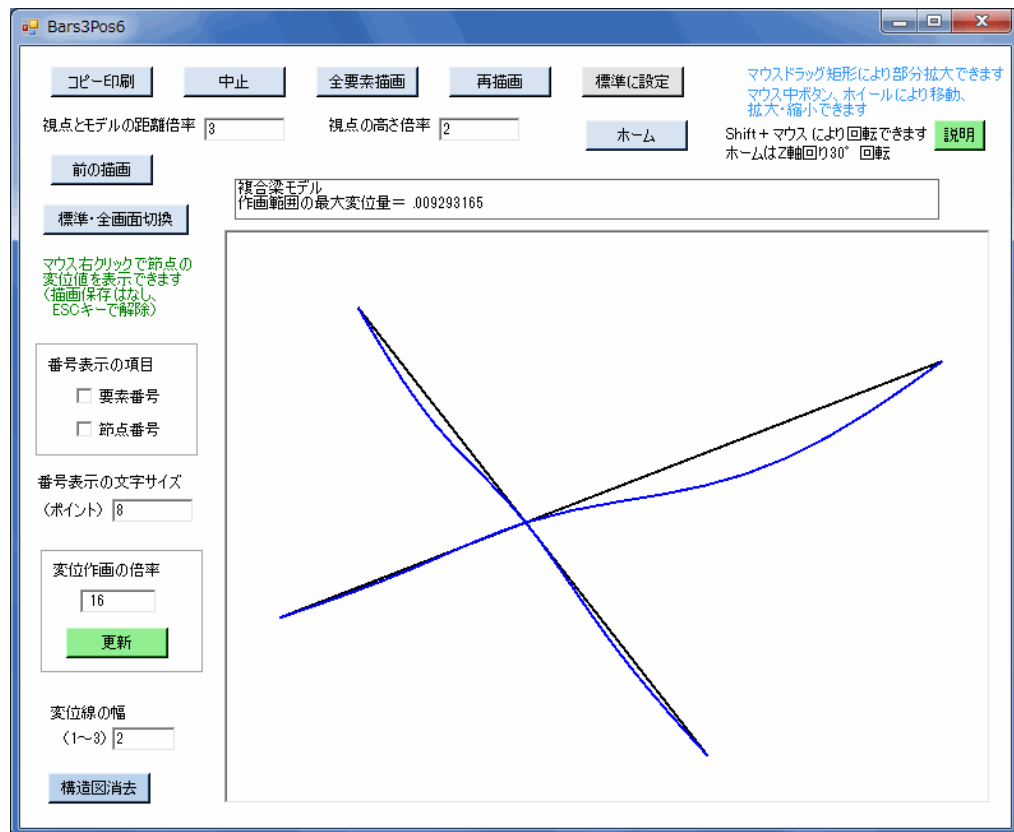 Bars3Pos6
コピー印刷
中止
全要素描画
再描画
標準に設定
マウスドラッグ矩形により部分拡大できます
マウス中ボタン、ホイールにより移動、
拡大・縮小できます
視点とモデルの距離倍率 3
視点の高さ倍率 2
ホーム
Shift+マウス により回転できます
ホームはZ軸回り30° 回転
説明
前の描画
複合梁モデル
作画範囲の最大変位量= .009293165
標準・全画面切換
マウス右クリックで節点の
変位値を表示できます
(描画保存はなし、
ESCキーで解除)
番号表示の項目
要素番号
節点番号
番号表示の文字サイズ
(ポイント) 8
変位作画の倍率
16
更新
変位線の幅
(1~3) 2
構造図消去